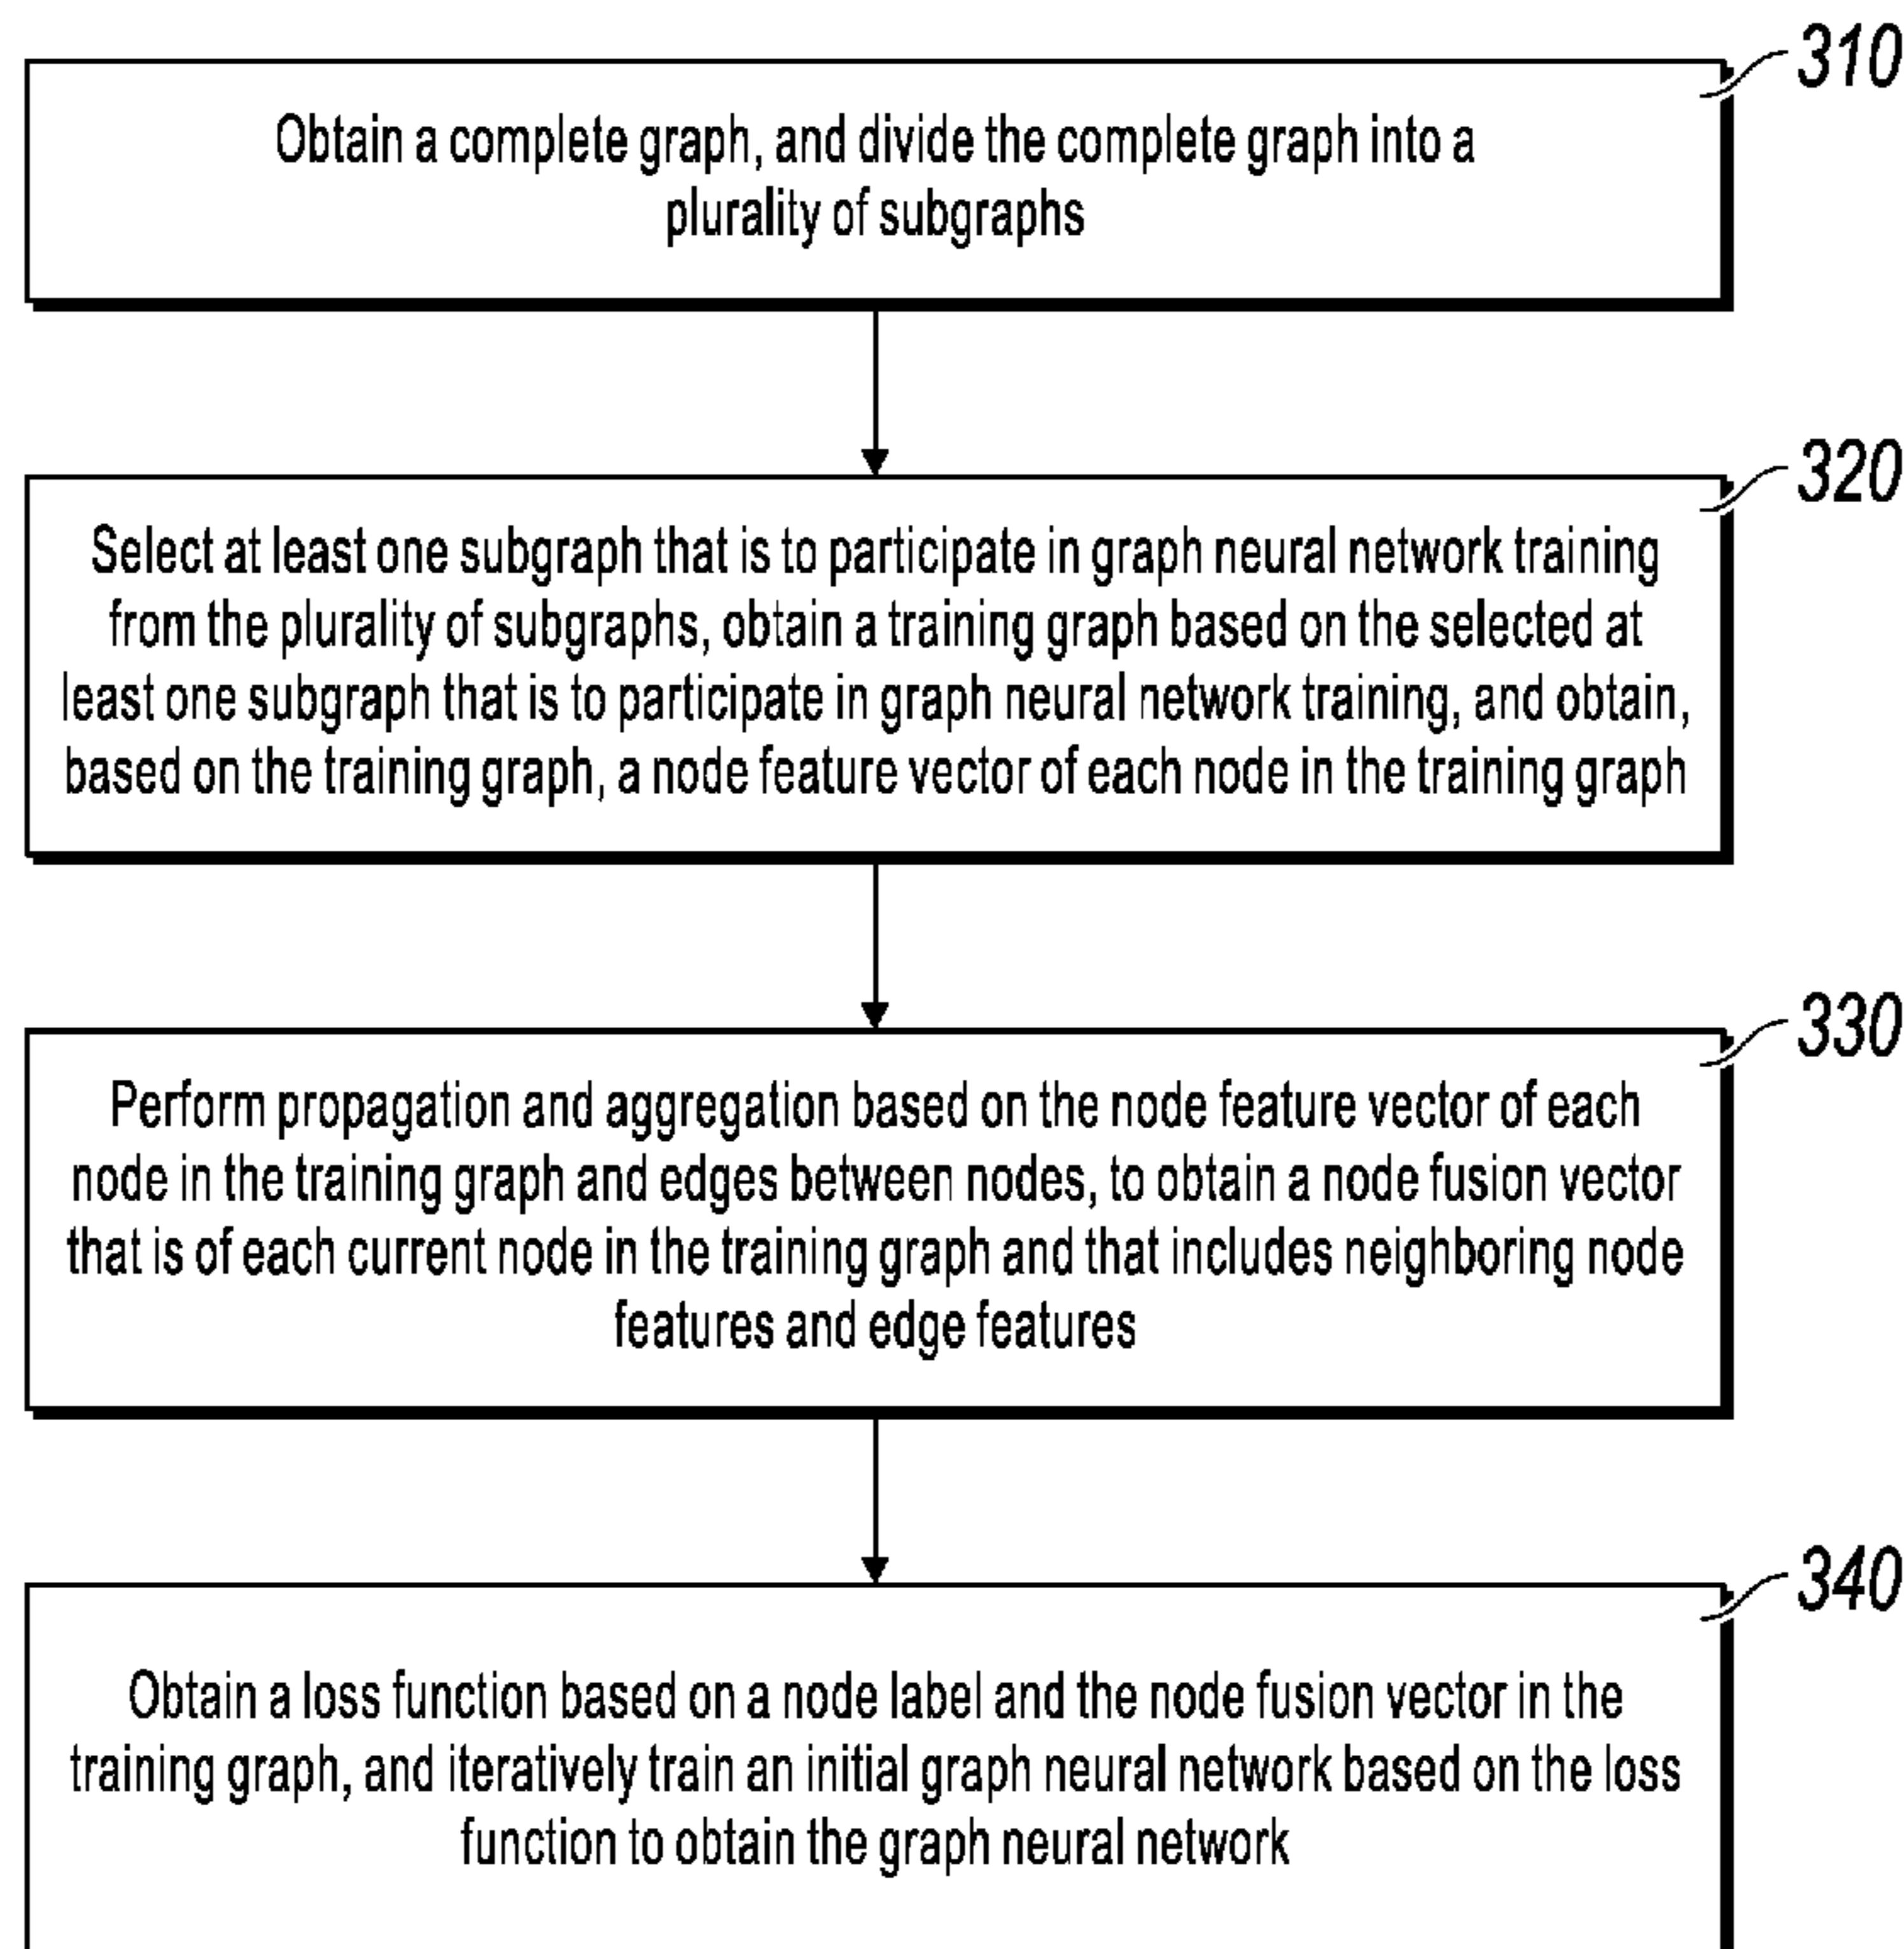 310
Obtain a complete graph, and divide the complete graph into a
plurality of subgraphs
320
Select at least one subgraph that is to participate in graph neural network training
from the plurality of subgraphs, obtain a training graph based on the selected at
least one subgraph that is to participate in graph neural network training, and obtain,
based on the training graph, a node feature vector of each node in the training graph
330
Perform propagation and aggregation based on the node feature vector of each
node in the training graph and edges between nodes, to obtain a node fusion vector
that is of each current node in the training graph and that includes neighboring node
features and edge features
340
Obtain a loss function based on a node label and the node fusion vector in the
training graph, and iteratively train an initial graph neural network based on the loss
function to obtain the graph neural network